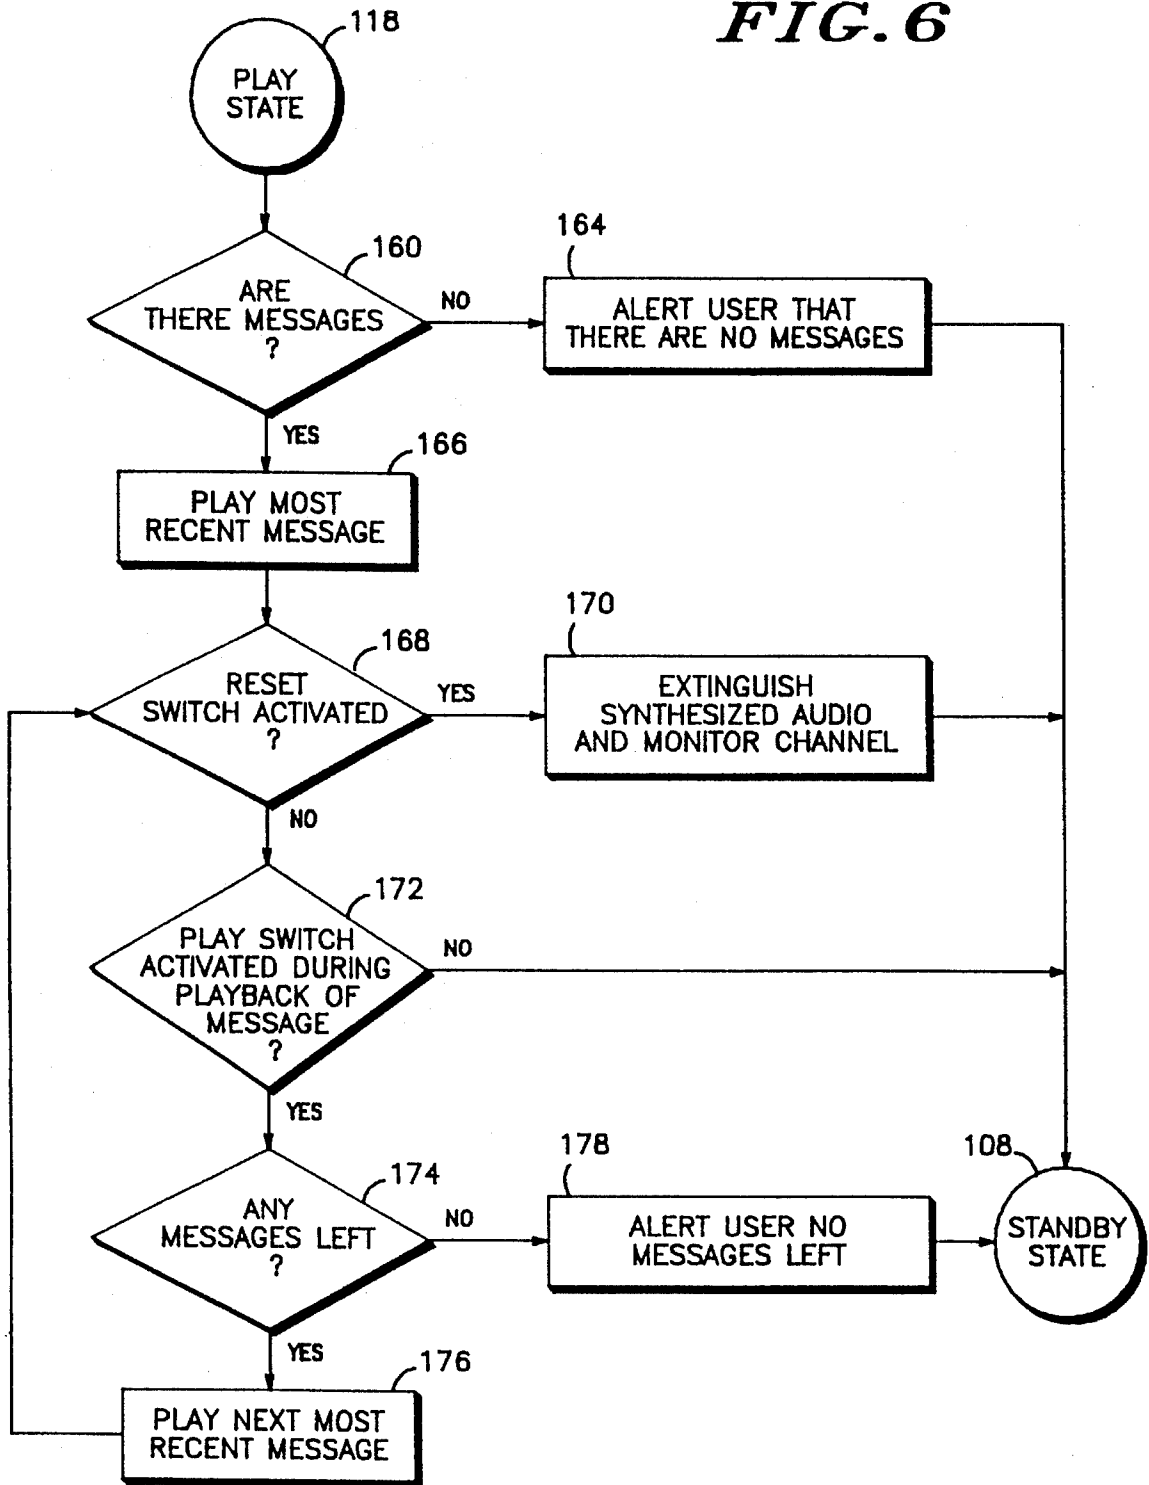 FIG. 6
118
PLAY
STATE
160
ARE
THERE MESSAGES
?
NO
164
ALERT USER THAT
THERE ARE NO MESSAGES
YES
166
PLAY MOST
RECENT MESSAGE
168
RESET
SWITCH ACTIVATED
?
YES
170
EXTINGUISH
SYNTHESIZED AUDIO
AND MONITOR CHANNEL
NO
172
PLAY SWITCH
ACTIVATED DURING
PLAYBACK OF
MESSAGE
?
NO
YES
174
ANY
MESSAGES LEFT
?
NO
178
ALERT USER NO
MESSAGES LEFT
108
STANDBY
STATE
YES
176
PLAY NEXT MOST
RECENT MESSAGE